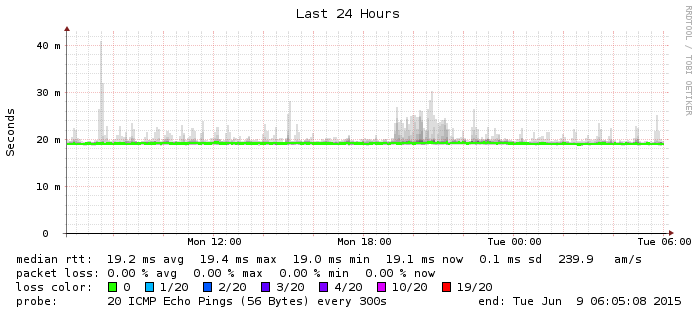 Last 24 Hours
RRDTOOL / TOBI OETIKER
Seconds
40 m
30 m
20 m
10 m
0
Mon 12:00 Mon 18:00 Tue 00:00 Tue 06:00
median rtt: 19.2 ms avg 19.4 ms max 19.0 ms min 19.1 ms now 0.1 ms sd 239.9 am/s
packet loss: 0.00 % avg 0.00 % max 0.00 % min 0.00 % now
loss color: 0 1/20 2/20 3/20 4/20 10/20 19/20
probe: 20 ICMP Echo Pings (56 Bytes) every 300s end: Tue Jun 9 06:05:08 2015